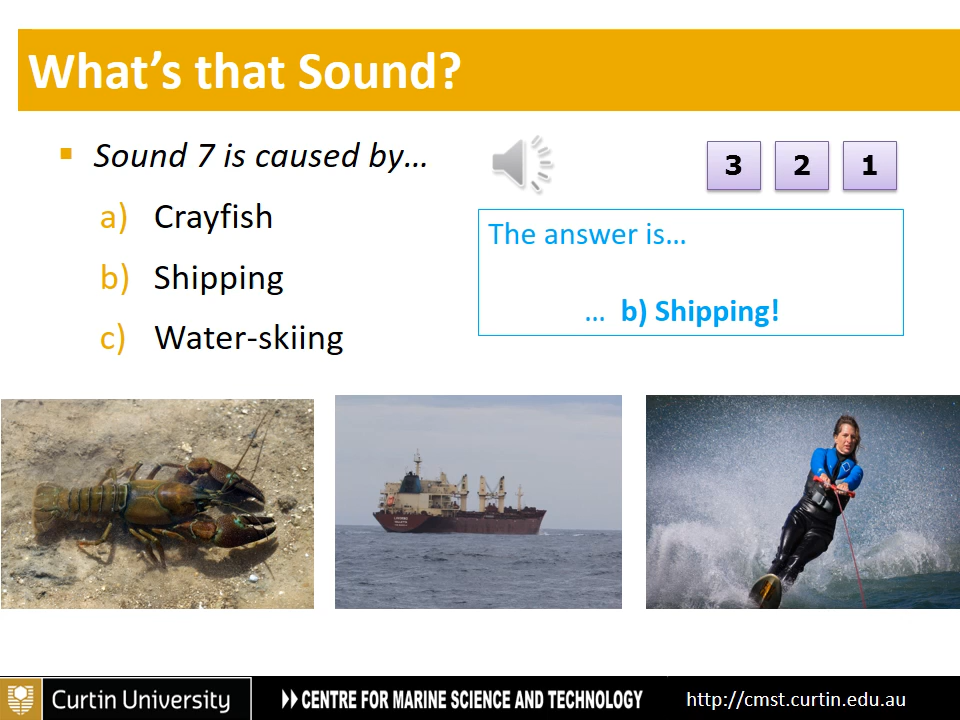 What's that Sound?
Sound 7 is caused by…
3 2 1
a) Crayfish
b) Shipping
c) Water-skiing
The answer is…
… b) Shipping!
Curtin University
CENTRE FOR MARINE SCIENCE AND TECHNOLOGY
http://cmst.curtin.edu.au